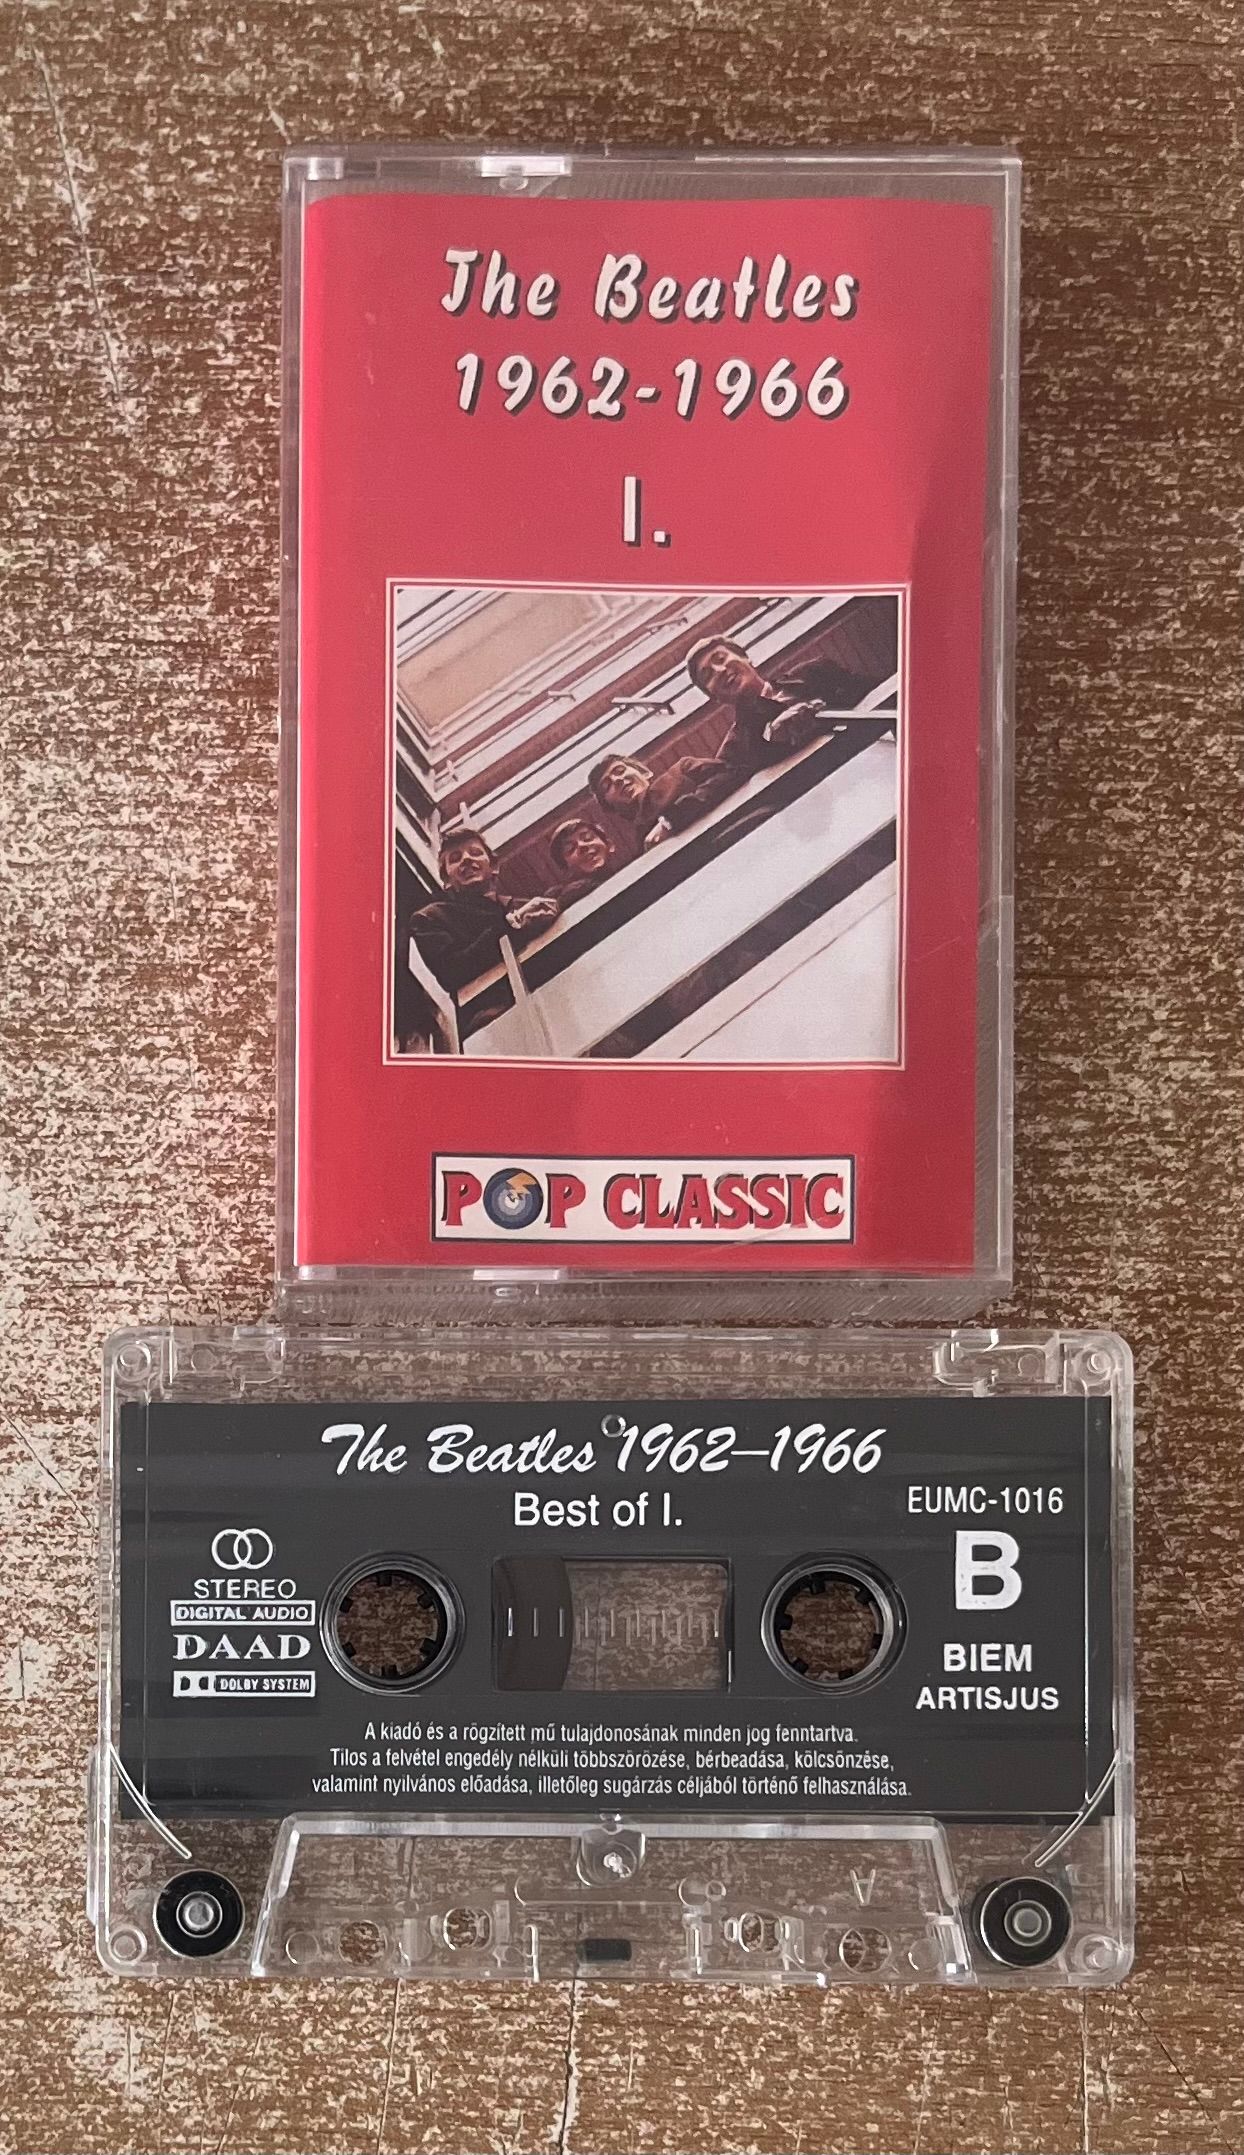 The Beatles
1962-1966
I.
POP CLASSIC
The Beatles 1962–1966
Best of I.
EUMC-1016
B
STEREO
DIGITAL AUDIO
DAAD
DOLBY SYSTEM
BIEM
ARTISJUS
A kiadó és a rögzített mű tulajdonosának minden jog fenntartva.
Tilos a felvétel engedély nélküli többszörözése, bérbeadása, kölcsönzése,
valamint nyilvános előadása, illetőleg sugárzás céljából történő felhasználása.
A